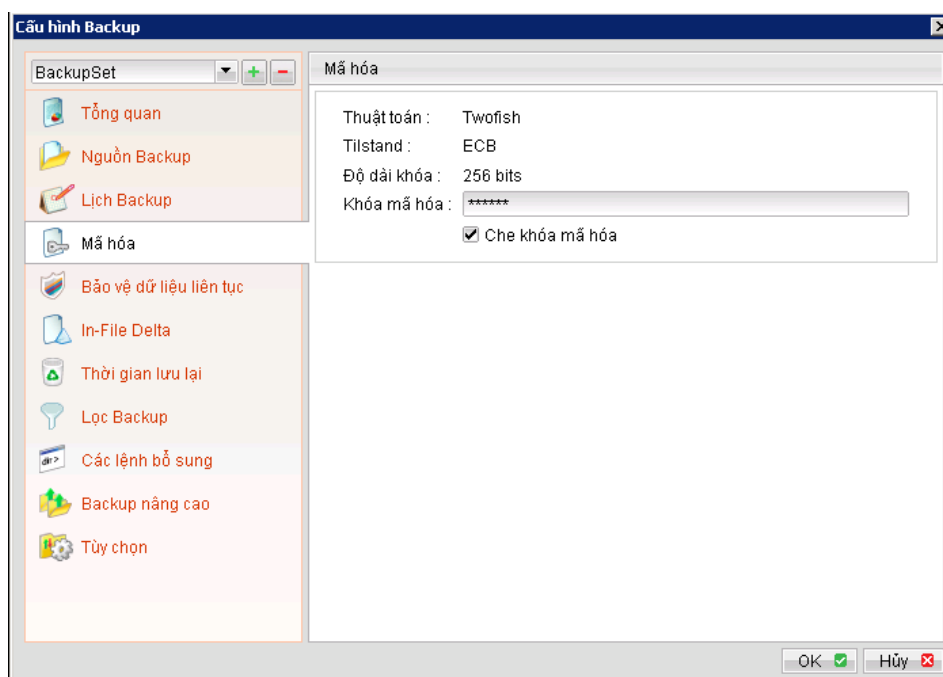 Cấu hình Backup
BackupSet
Tổng quan
Nguồn Backup
Lịch Backup
Mã hóa
Bảo vệ dữ liệu liên tục
In-File Delta
Thời gian lưu lại
Lọc Backup
dir>
Các lệnh bổ sung
Backup nâng cao
Tùy chọn
Mã hóa
Thuật toán : Twofish
Tilstand : ECB
Độ dài khóa : 256 bits
Khóa mã hóa : ******
Che khóa mã hóa
OK
Hủy